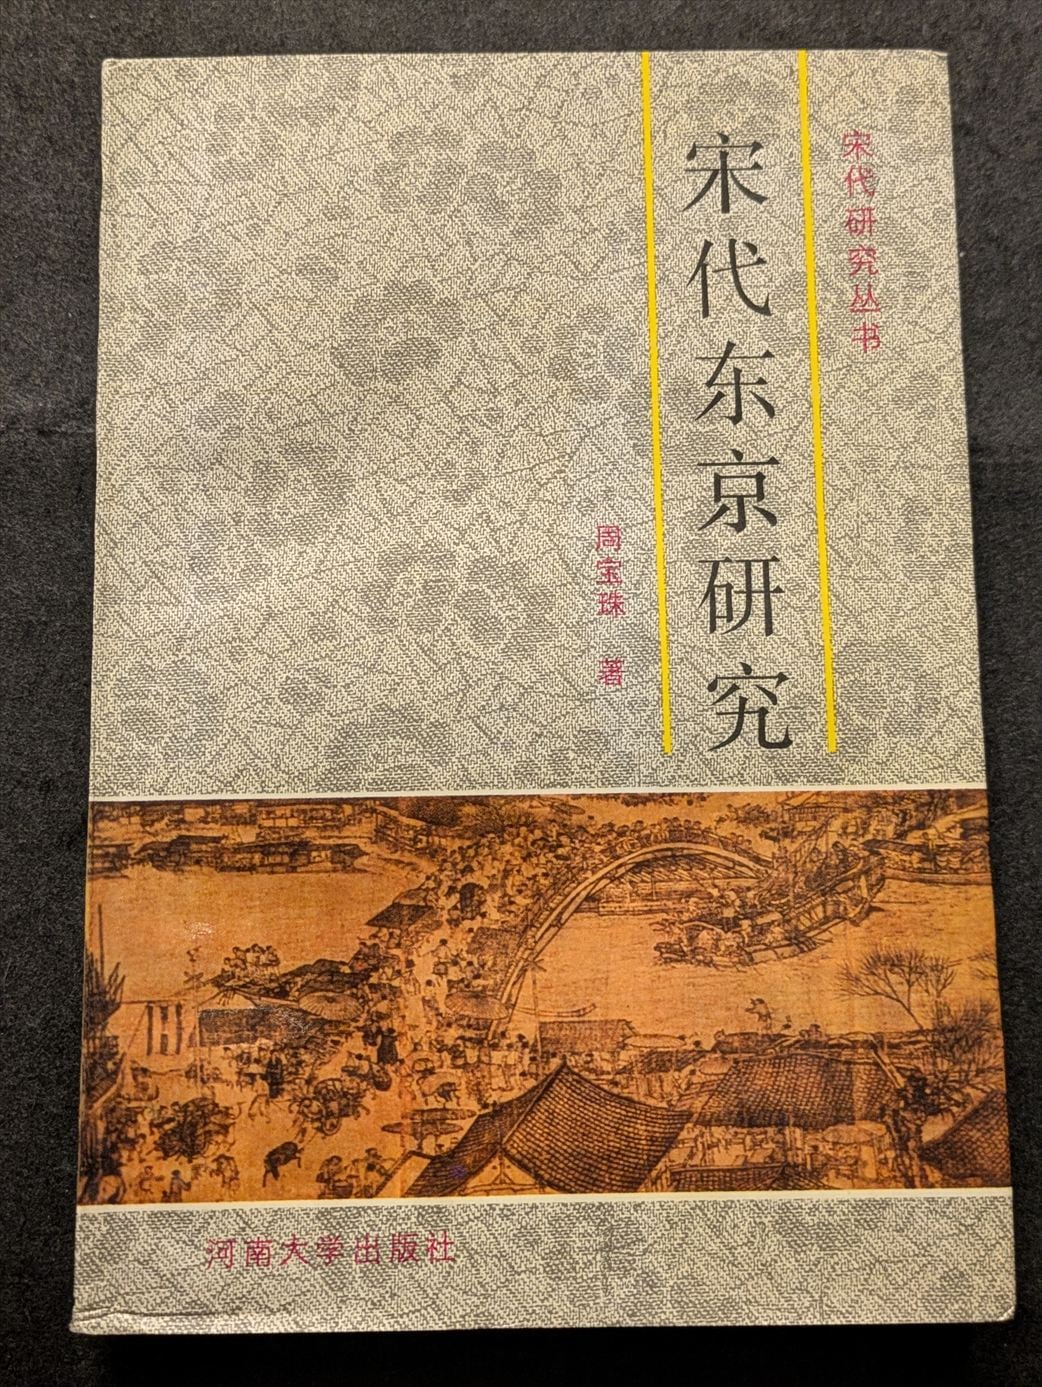 宋代研究丛书
宋代东京研究
周宝珠 著
河南大学出版社